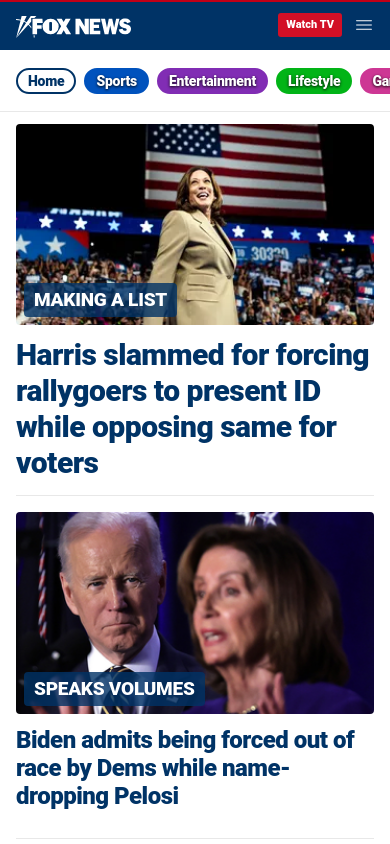 FOX NEWS
Watch TV
Home
Sports
Entertainment
Lifestyle
30330
MAKING A LIST
Harris slammed for forcing
rallygoers to present ID
while opposing same for
voters
SPEAKS VOLUMES
Biden admits being forced out of
race by Dems while name-
dropping Pelosi